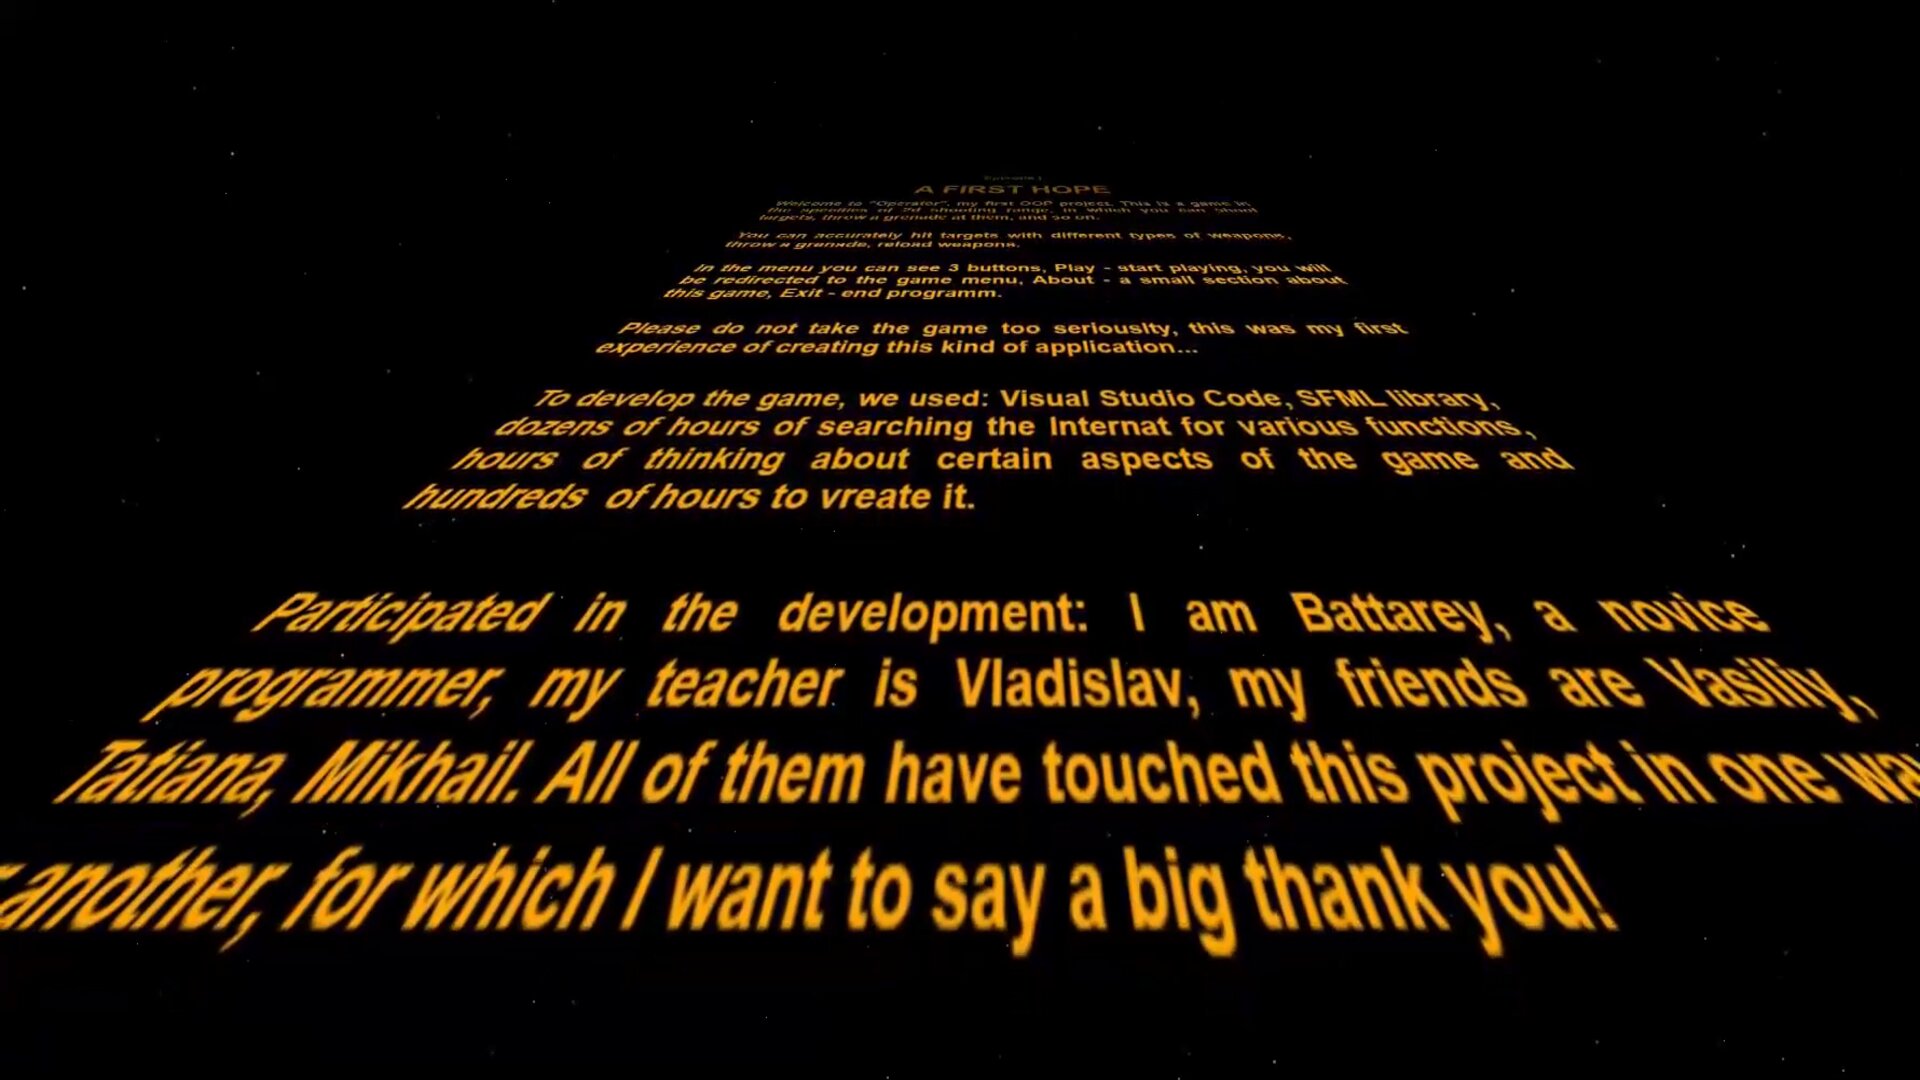 Episode I
A FIRST HOPE
Welcome to "Operator", my first OOP project. This is a game in
the specifics of 2d shooting range, in which you can shoot
targets, throw a grenade at them, and so on.
You can accurately hit targets with different types of weapons,
throw a grenade, reload weapons.
In the menu you can see 3 buttons, Play - start playing, you will
be redirected to the game menu, About - a small section about
this game, Exit - end programm.
Please do not take the game too seriouslty, this was my first
experience of creating this kind of application...
To develop the game, we used: Visual Studio Code, SFML library,
dozens of hours of searching the Internat for various functions,
hours of thinking about certain aspects of the game and
hundreds of hours to vreate it.
Participated in the development: I am Battarey, a novice
programmer, my teacher is Vladislav, my friends are Vasiliy,
Tatiana, Mikhail. All of them have touched this project in one wa
r another, for which I want to say a big thank you!